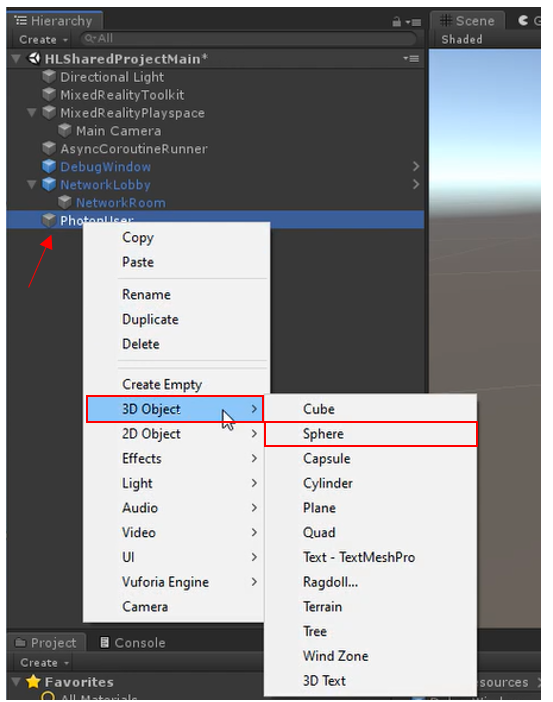 Hierarchy
Create
All
Scene
G
Shaded
HLSharedProjectMain*
Directional Light
MixedRealityToolkit
MixedRealityPlayspace
Main Camera
AsyncCoroutineRunner
DebugWindow
NetworkLobby
NetworkRoom
PhotonUser
Copy
Paste
Rename
Duplicate
Delete
Create Empty
3D Object
2D Object
Effects
Light
Audio
Video
UI
Vuforia Engine
Camera
Cube
Sphere
Capsule
Cylinder
Plane
Quad
Text - TextMeshPro
Ragdoll...
Terrain
Tree
Wind Zone
3D Text
Project
Console
Create
Favorites
All Materials
sources